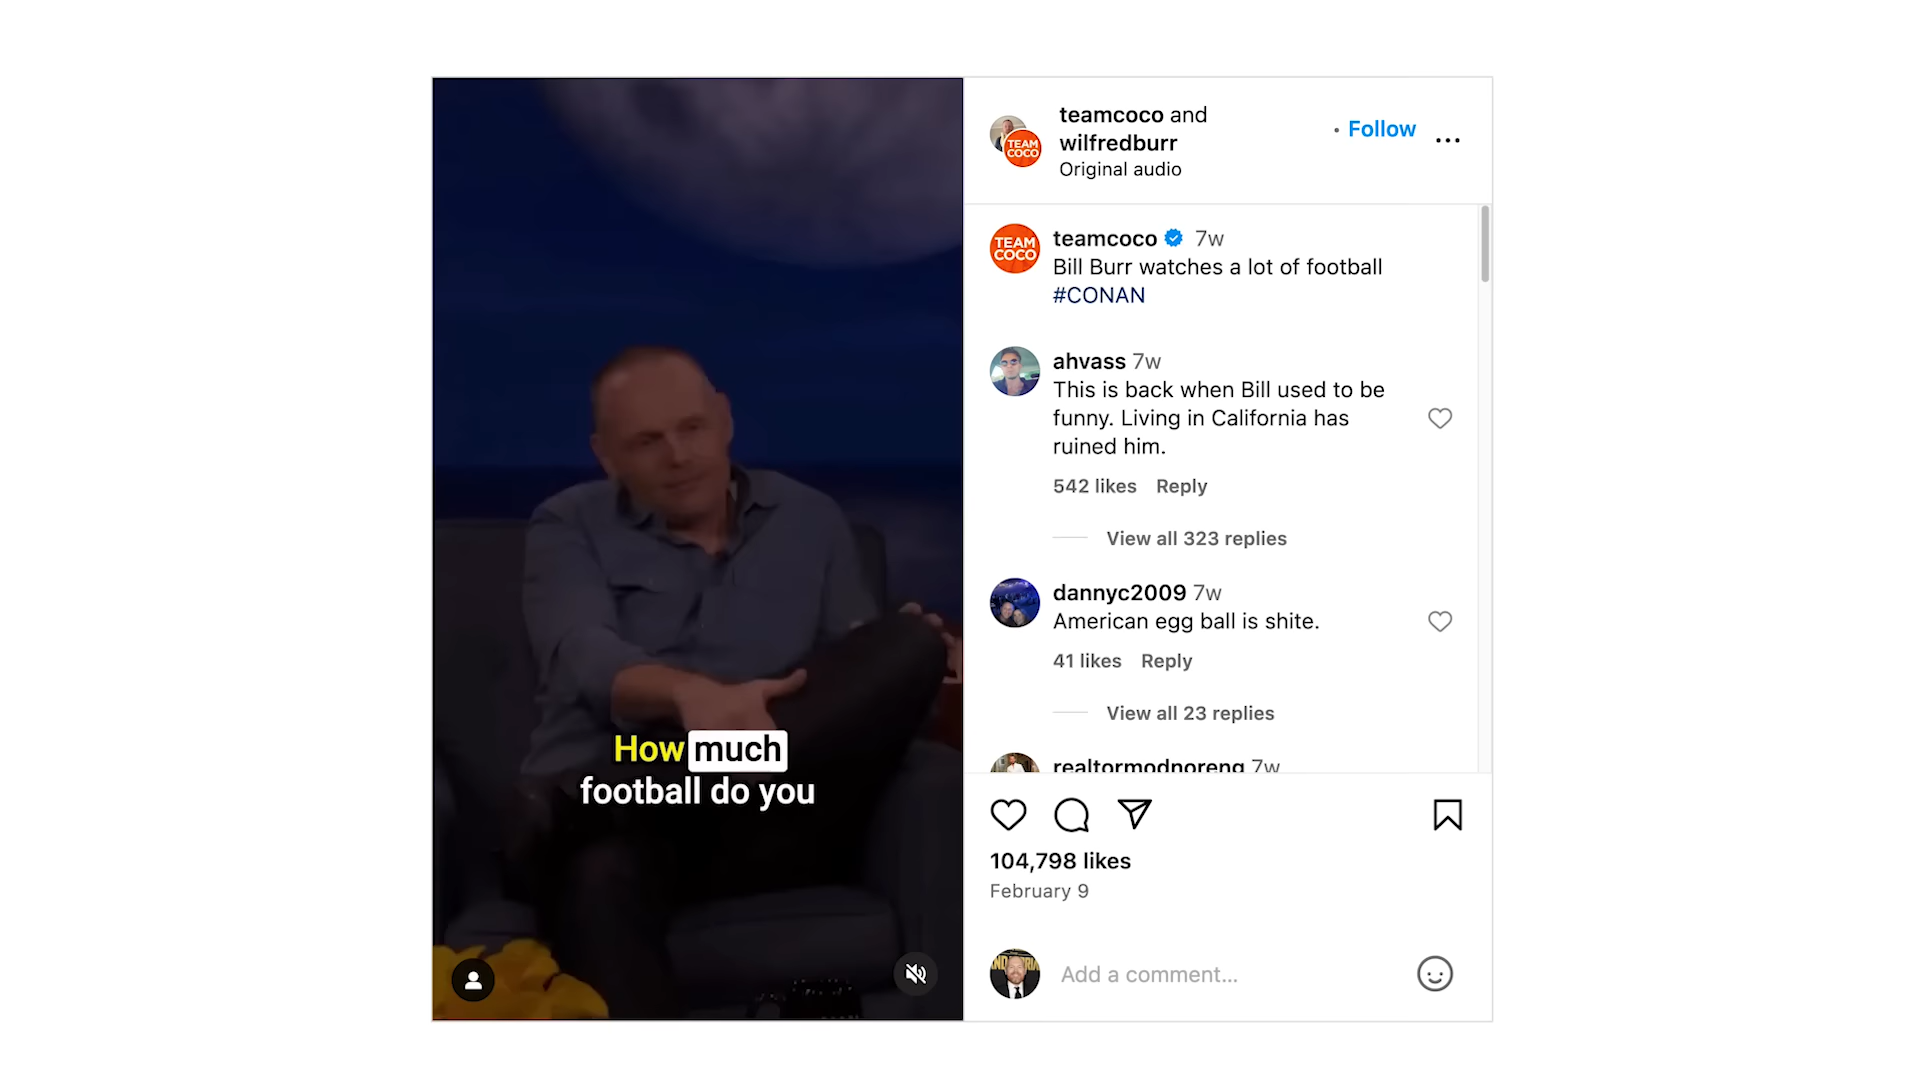 How much
football do you
teamcoco and
wilfredburr
Original audio
• Follow
TEAM
COCO
TEAM
COCO
teamcoco 7w
Bill Burr watches a lot of football
#CONAN
ahvass 7w
This is back when Bill used to be
funny. Living in California has
ruined him.
542 likes Reply
View all 323 replies
dannyc2009 7w
American egg ball is shite.
41 likes Reply
View all 23 replies
realtormodnoreng 7w
104,798 likes
February 9
Add a comment...